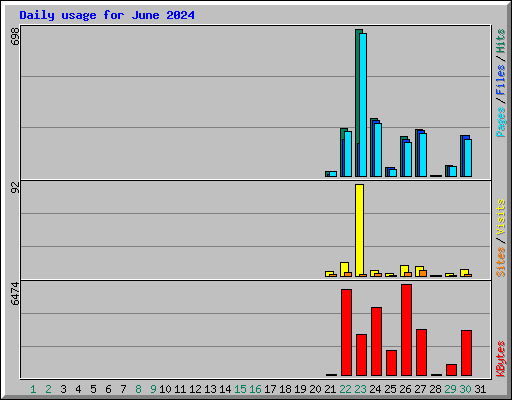 Daily usage for June 2024
698
Pages/Files/Hits
92
Sites/Visits
6474
KBytes
1 2 3 4 5 6 7 8 9 10 11 12 13 14 15 16 17 18 19 20 21 22 23 24 25 26 27 28 29 30 31